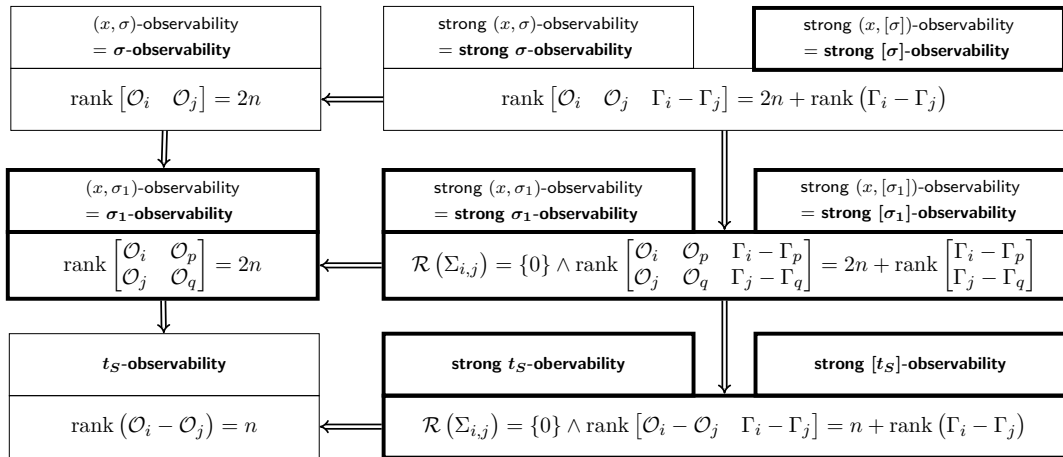 (x, σ)-observability
= σ-observability
strong (x, σ)-observability
= strong σ-observability
strong (x, [σ])-observability
= strong [σ]-observability
rank [𝒪ᵢ 𝒪ⱼ] = 2n
rank [𝒪ᵢ 𝒪ⱼ Γᵢ − Γⱼ] = 2n + rank (Γᵢ − Γⱼ)
(x, σ₁)-observability
= σ₁-observability
strong (x, σ₁)-observability
= strong σ₁-observability
strong (x, [σ₁])-observability
= strong [σ₁]-observability
rank [𝒪ᵢ 𝒪ₚ; 𝒪ⱼ 𝒪_q] = 2n
ℛ (Σᵢ,ⱼ) = {0} ∧ rank [𝒪ᵢ 𝒪ₚ Γᵢ − Γₚ; 𝒪ⱼ 𝒪_q Γⱼ − Γ_q] = 2n + rank [Γᵢ − Γₚ; Γⱼ − Γ_q]
t_S-observability
strong t_S-obervability
strong [t_S]-observability
rank (𝒪ᵢ − 𝒪ⱼ) = n
ℛ (Σᵢ,ⱼ) = {0} ∧ rank [𝒪ᵢ − 𝒪ⱼ Γᵢ − Γⱼ] = n + rank (Γᵢ − Γⱼ)